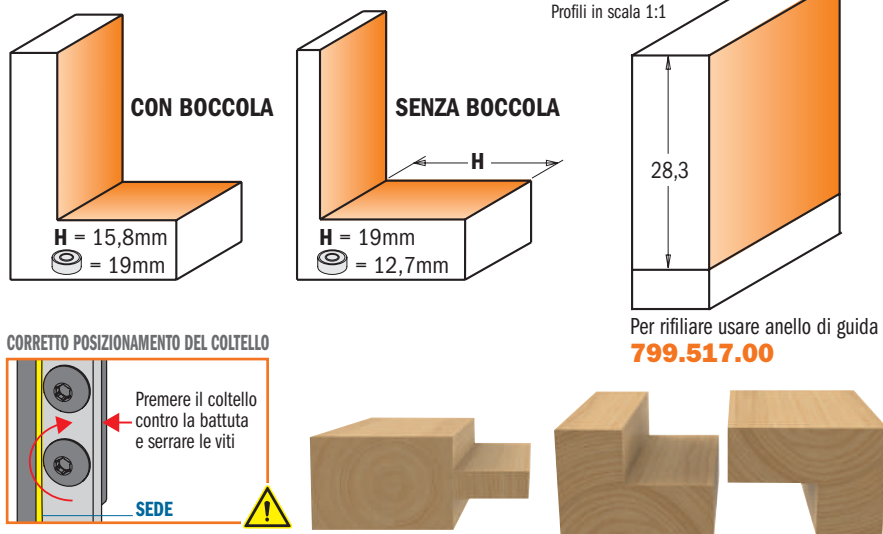 Profili in scala 1:1
CON BOCCOLA
H = 15,8mm
= 19mm
SENZA BOCCOLA
H
H = 19mm
= 12,7mm
28,3
Per rifiliare usare anello di guida
799.517.00
CORRETTO POSIZIONAMENTO DEL COLTELLO
Premere il coltello
contro la battuta
e serrare le viti
SEDE
!